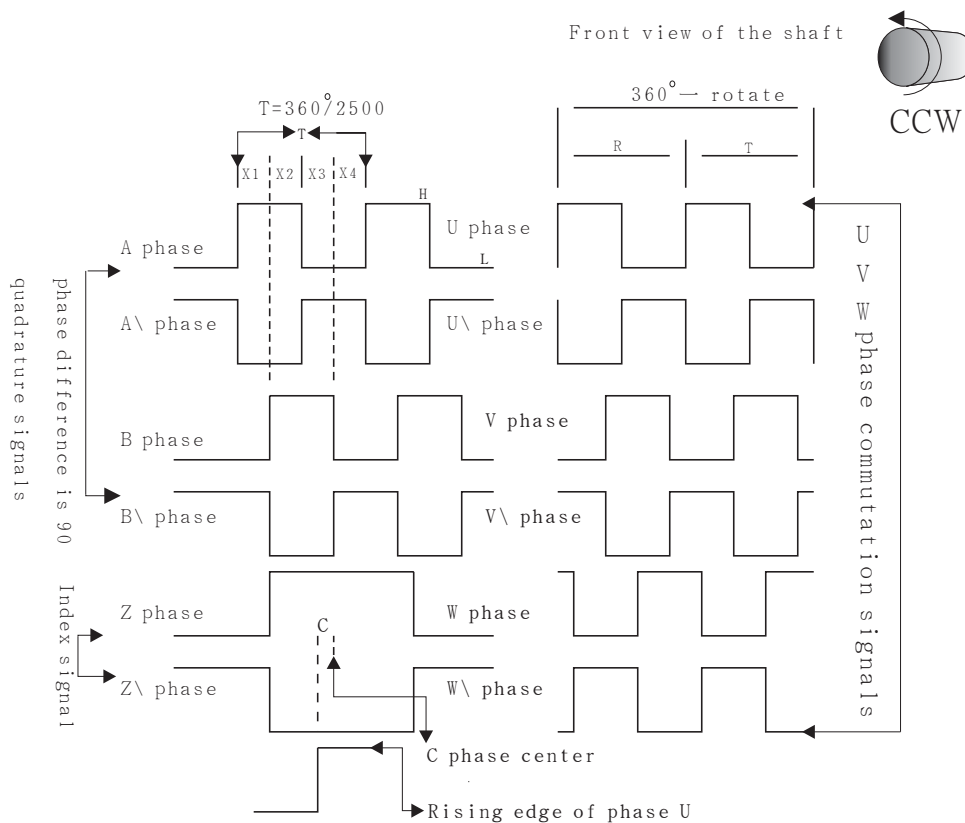 Front view of the shaft
CCW
T=360°/2500
360°— rotate
T
R
T
X1 X2 X3 X4
H
U phase
A phase
L
A\ phase
U\ phase
V phase
B phase
B\ phase
V\ phase
Z phase
W phase
C
Z\ phase
W\ phase
C phase center
Rising edge of phase U
quadrature signals
phase difference is 90
Index signal
U V W phase commutation signals